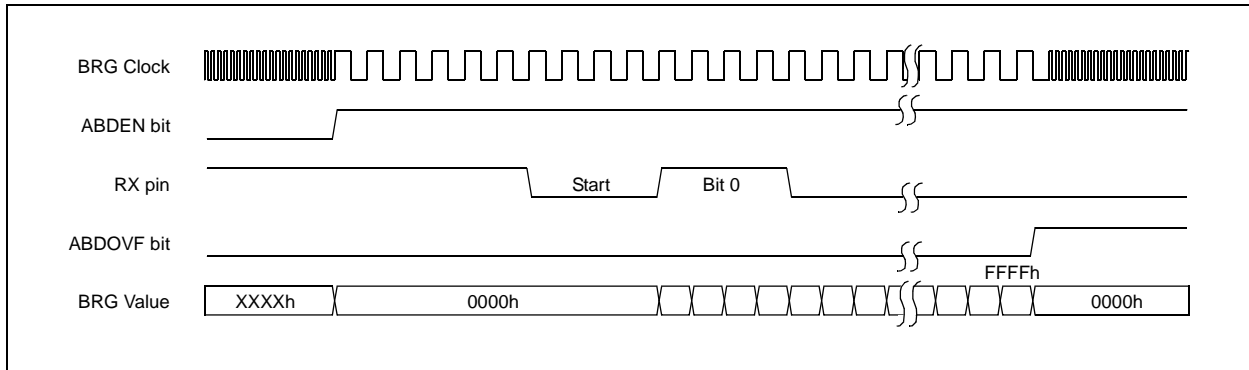 BRG Clock
ABDEN bit
RX pin
Start
Bit 0
ABDOVF bit
FFFFh
BRG Value
XXXXh
0000h
0000h